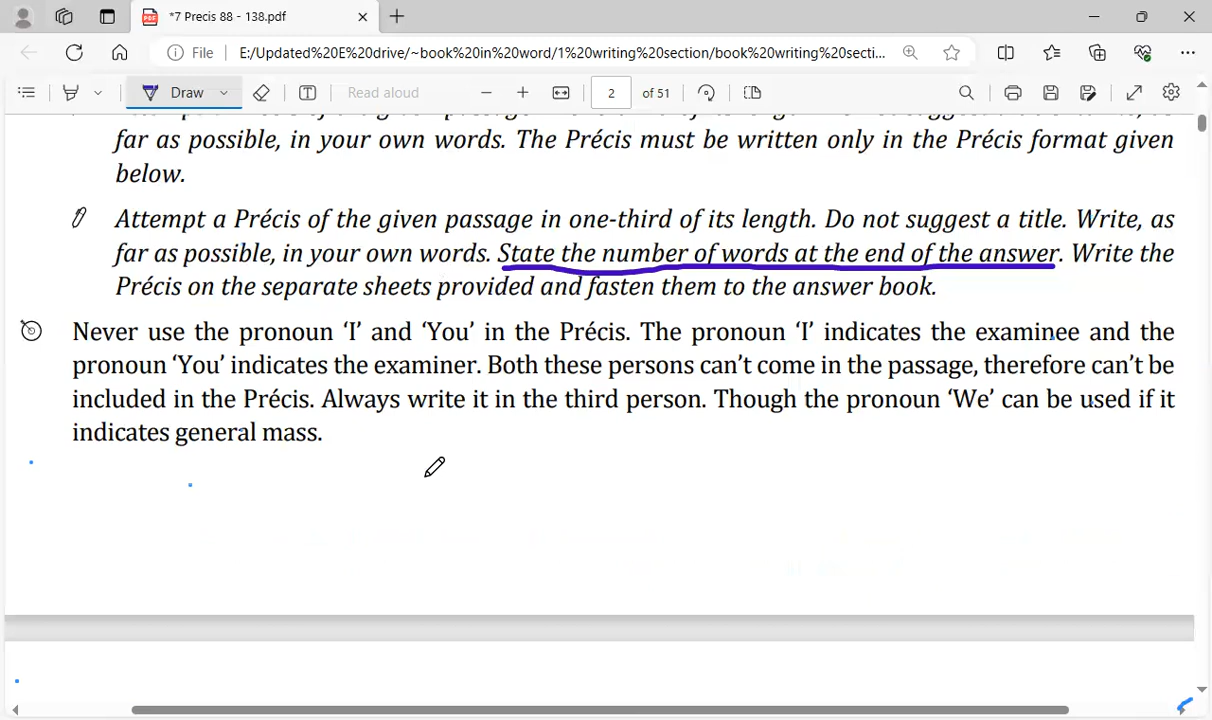 *7 Precis 88 - 138.pdf
File
E:/Updated%20E%20drive/~book%20in%20word/1%20writing%20section/book%20writing%20secti...
Draw
Read aloud
2
of 51
far as possible, in your own words. The Précis must be written only in the Précis format given
below.
Attempt a Précis of the given passage in one-third of its length. Do not suggest a title. Write, as
far as possible, in your own words. State the number of words at the end of the answer. Write the
Précis on the separate sheets provided and fasten them to the answer book.
Never use the pronoun ‘I’ and ‘You’ in the Précis. The pronoun ‘I’ indicates the examinee and the
pronoun ‘You’ indicates the examiner. Both these persons can’t come in the passage, therefore can’t be
included in the Précis. Always write it in the third person. Though the pronoun ‘We’ can be used if it
indicates general mass.